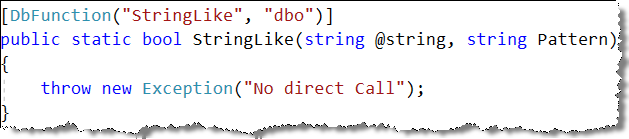 [DbFunction("StringLike", "dbo")]
public static bool StringLike(string @string, string Pattern)
{
    throw new Exception("No direct Call");
}